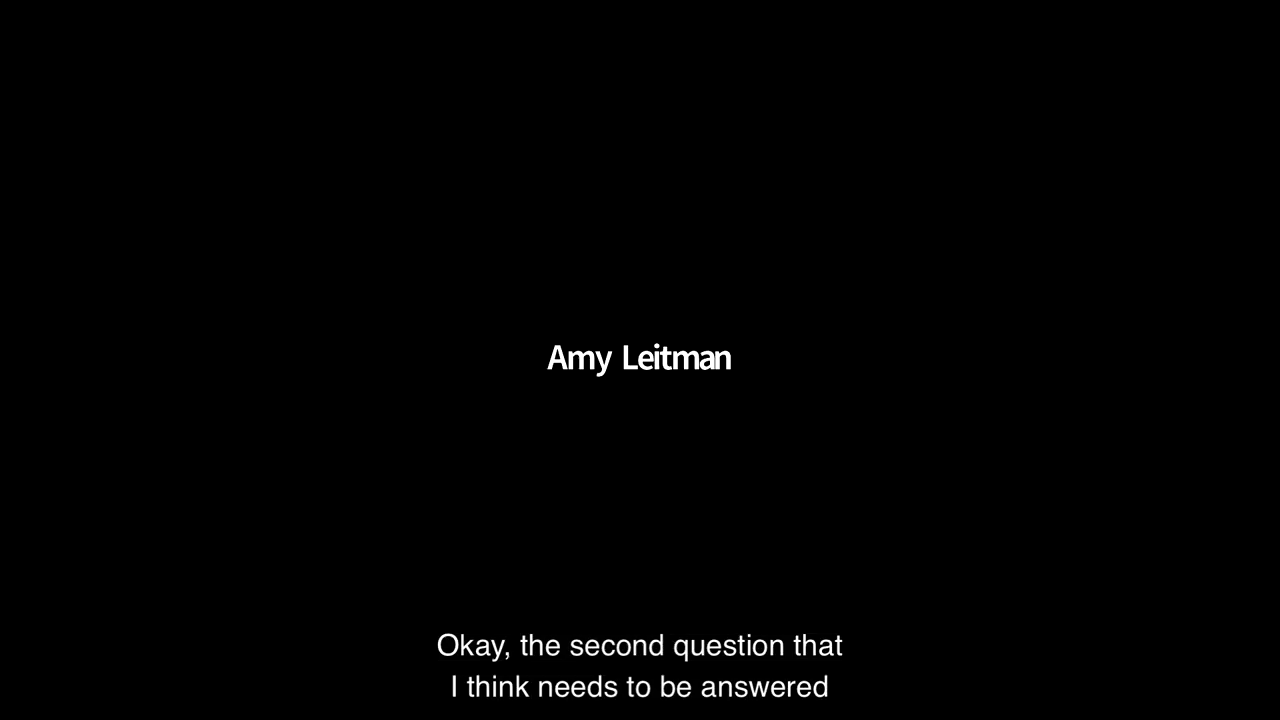 Amy Leitman
Okay, the second question that
I think needs to be answered